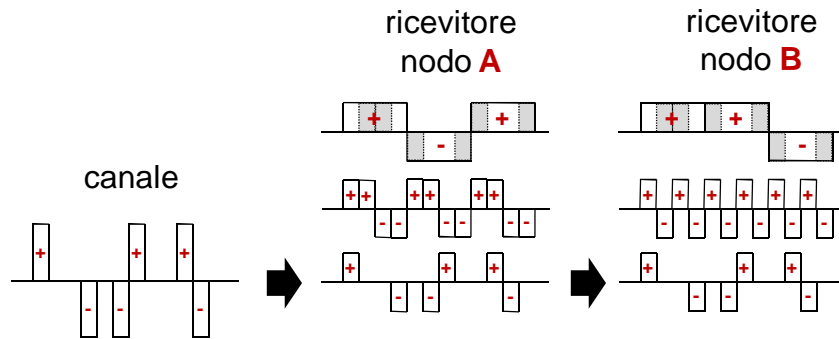 canale
+ - - + + -
ricevitore
nodo A
+ - +
+ + - - + + - - + + - -
+ - - + + -
ricevitore
nodo B
+ + -
+ - + - + - + - + - + -
+ - - + + -